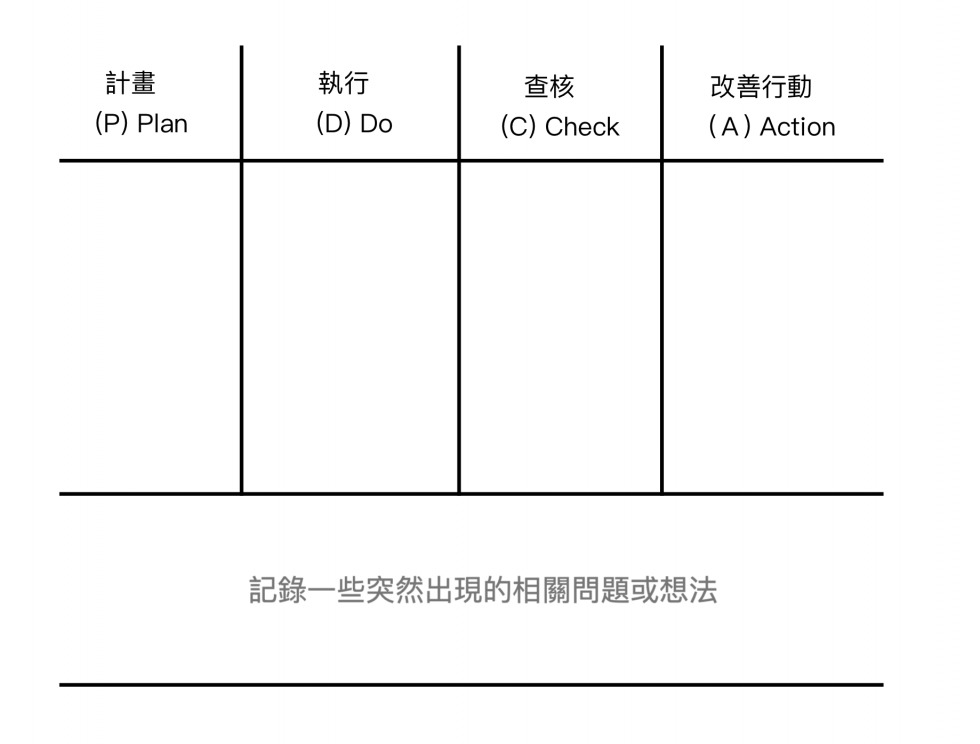 計畫
(P) Plan
執行
(D) Do
查核
(C) Check
改善行動
(A) Action
記錄一些突然出現的相關問題或想法